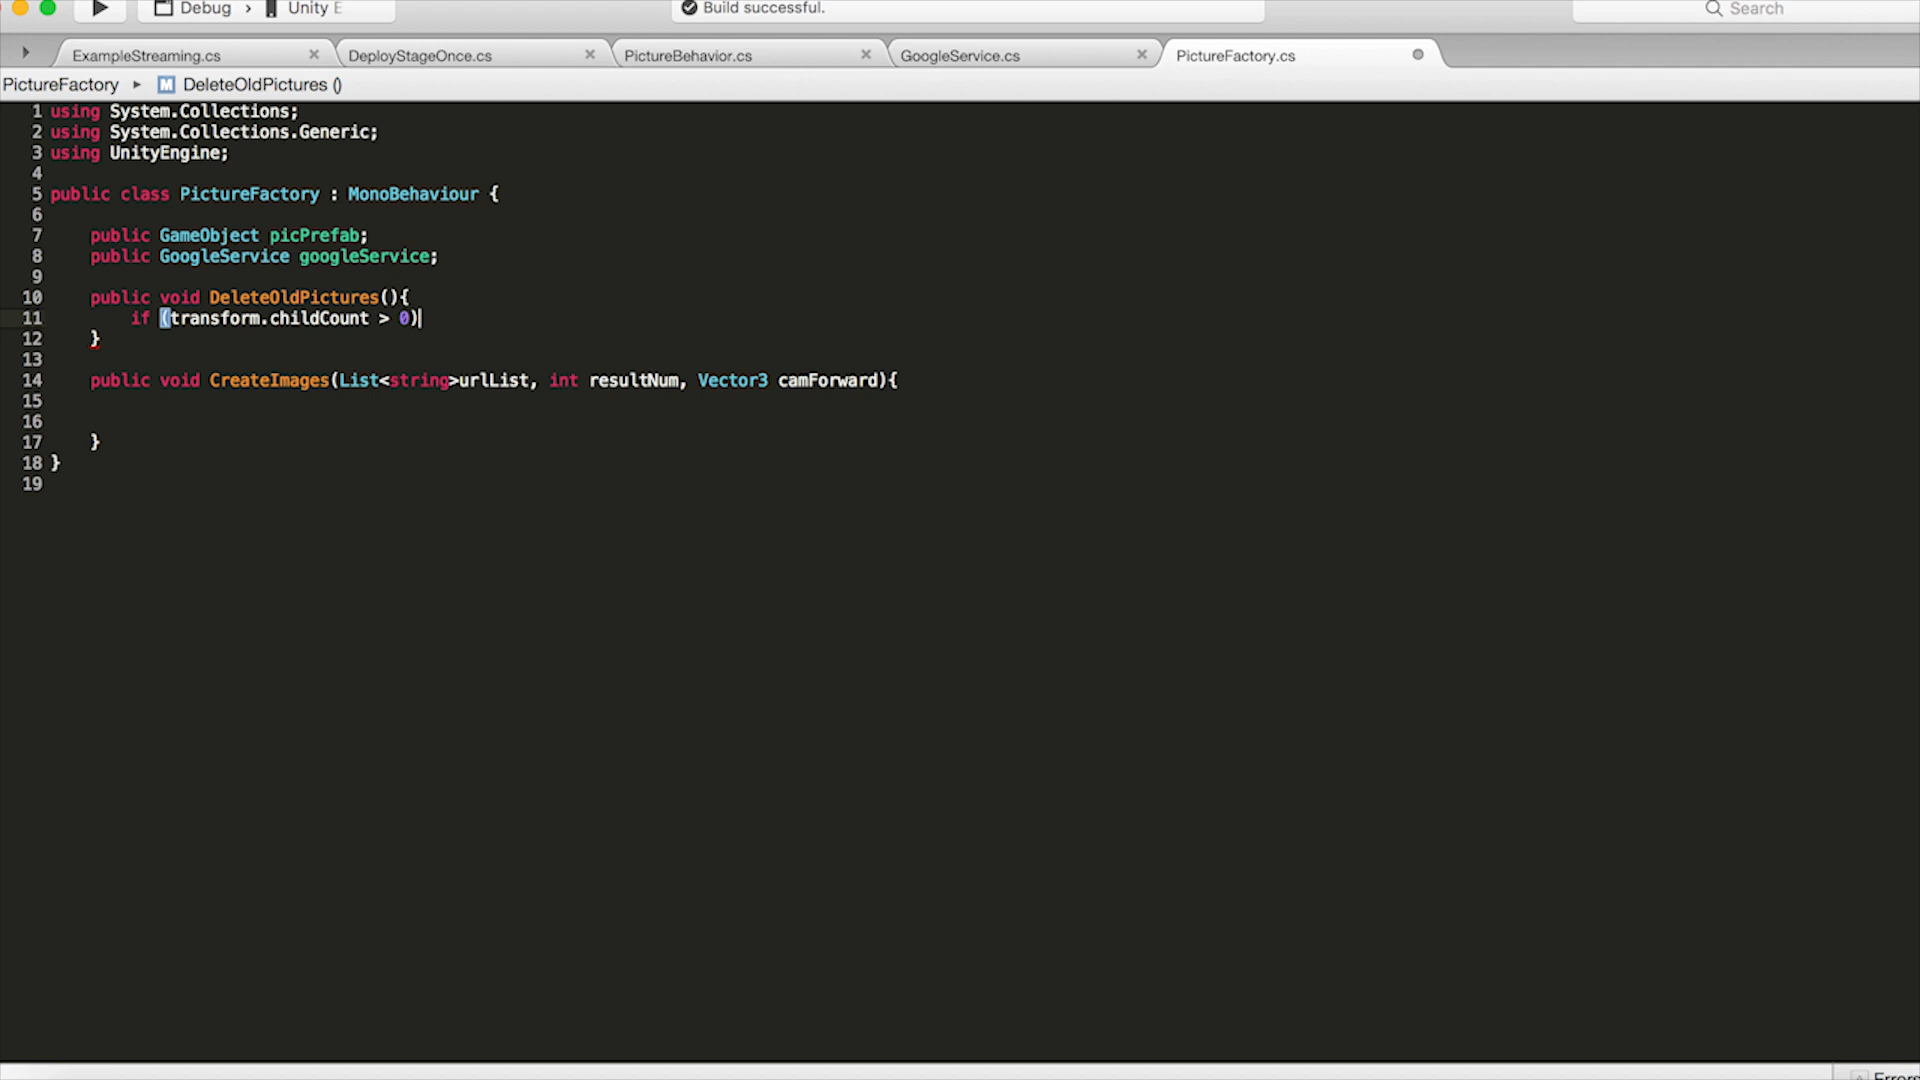 Debug › Unity E
Build successful.
Search
ExampleStreaming.cs
DeployStageOnce.cs
PictureBehavior.cs
GoogleService.cs
PictureFactory.cs
PictureFactory ▸ M DeleteOldPictures ()
1 using System.Collections;
2 using System.Collections.Generic;
3 using UnityEngine;
4
5 public class PictureFactory : MonoBehaviour {
6
7 public GameObject picPrefab;
8 public GoogleService googleService;
9
10 public void DeleteOldPictures(){
11 if (transform.childCount > 0)
12 }
13
14 public void CreateImages(List<string>urlList, int resultNum, Vector3 camForward){
15
16
17 }
18 }
19
Errors